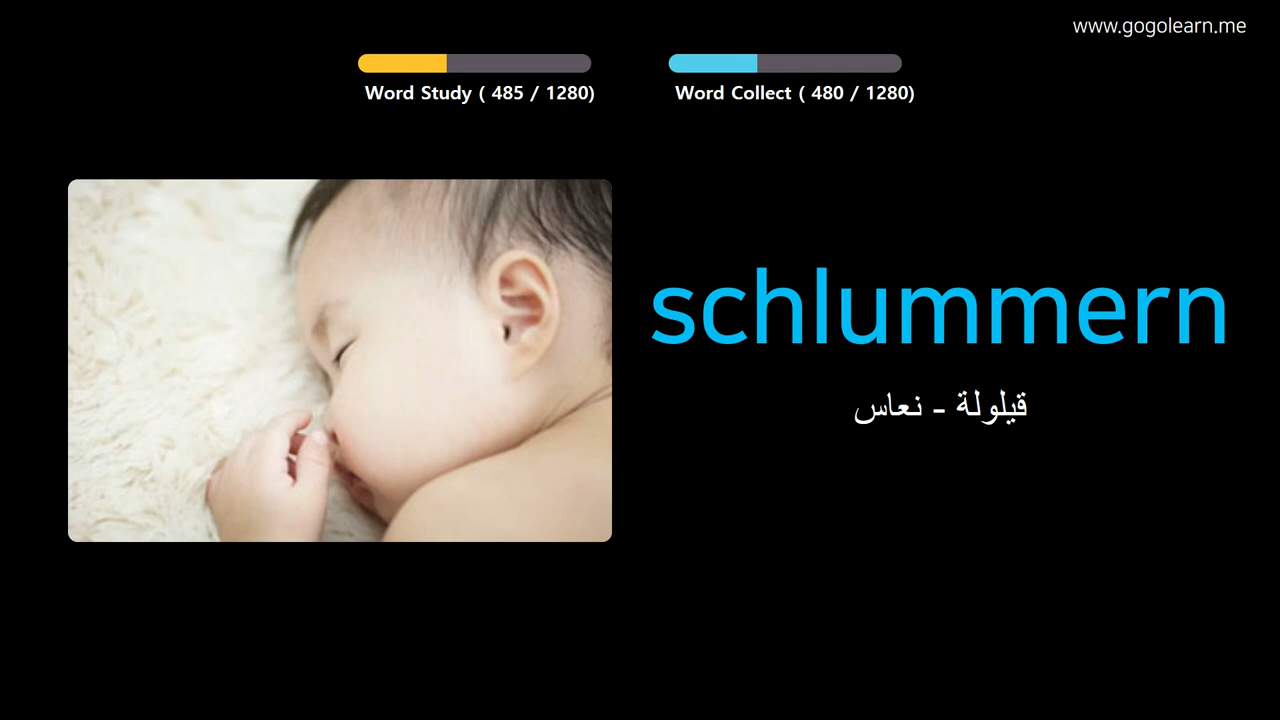 www.gogolearn.me
Word Study ( 485 / 1280)
Word Collect ( 480 / 1280)
schlummern
قيلولة - نعاس